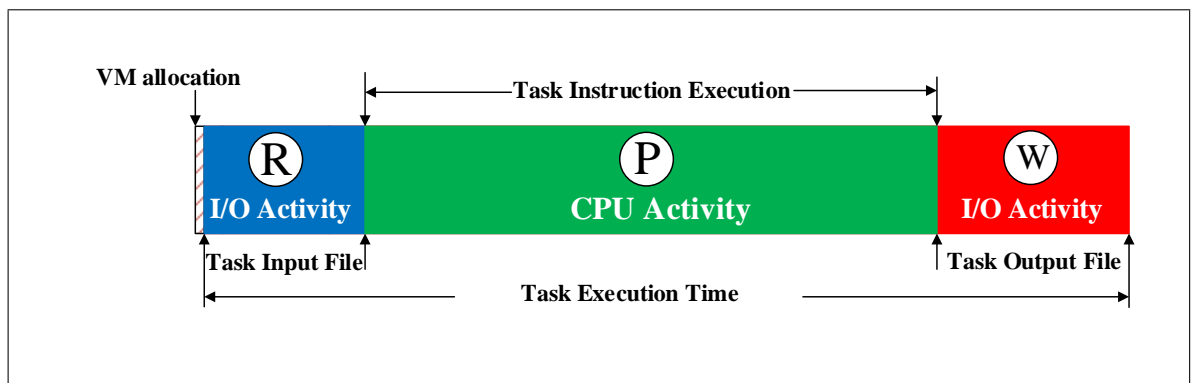 VM allocation
Task Instruction Execution
R
P
W
I/O Activity
CPU Activity
I/O Activity
Task Input File
Task Output File
Task Execution Time